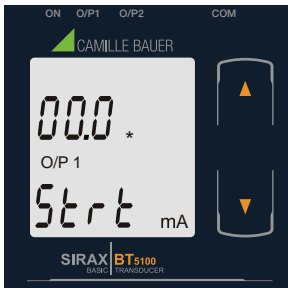 ON O/P1 O/P2 COM
CAMILLE BAUER
00.0 *
O/P 1
Strt mA
SIRAX BT5100
BASIC TRANSDUCER